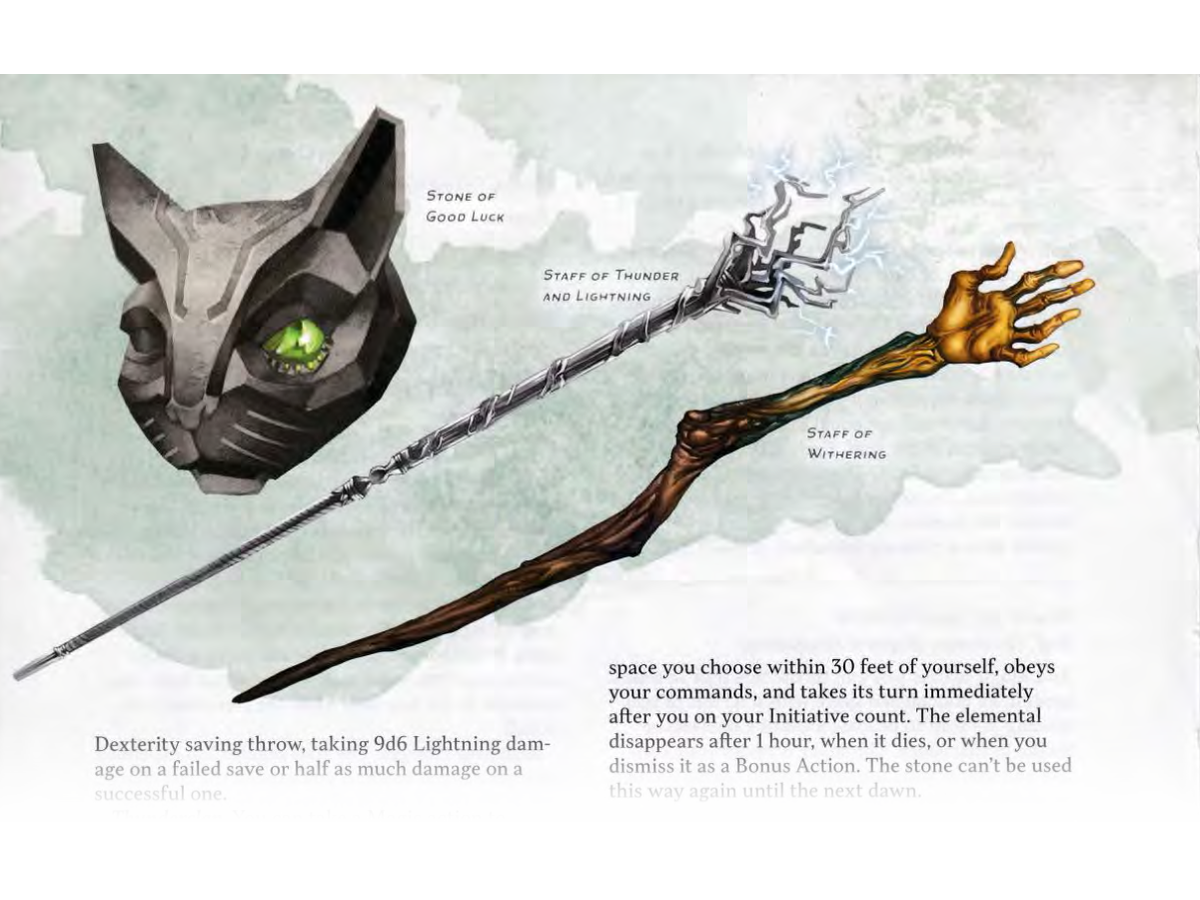 STONE OF
GOOD LUCK
STAFF OF THUNDER
AND LIGHTNING
STAFF OF
WITHERING
Dexterity saving throw, taking 9d6 Lightning dam-
age on a failed save or half as much damage on a
successful one.
space you choose within 30 feet of yourself, obeys
your commands, and takes its turn immediately
after you on your Initiative count. The elemental
disappears after 1 hour, when it dies, or when you
dismiss it as a Bonus Action. The stone can't be used
this way again until the next dawn.